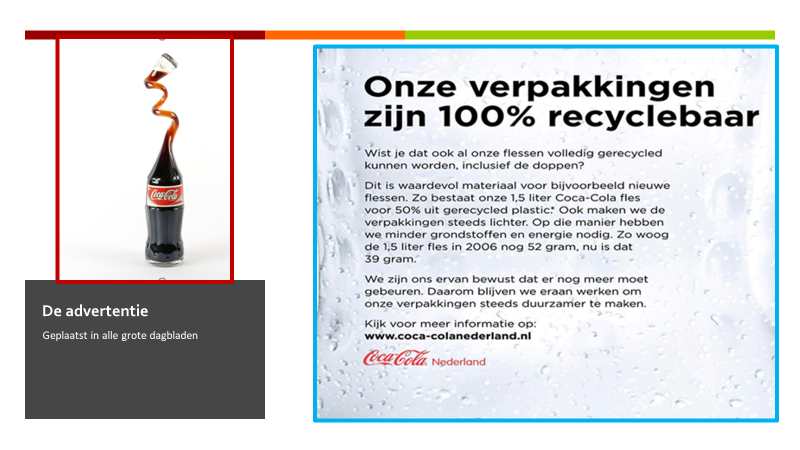 Coca-Cola
De advertentie
Geplaatst in alle grote dagbladen
Onze verpakkingen
zijn 100% recyclebaar
Wist je dat ook al onze flessen volledig gerecycled
kunnen worden, inclusief de doppen?
Dit is waardevol materiaal voor bijvoorbeeld nieuwe
flessen. Zo bestaat onze 1,5 liter Coca-Cola fles
voor 50% uit gerecycled plastic.* Ook maken we de
verpakkingen steeds lichter. Op die manier hebben
we minder grondstoffen en energie nodig. Zo woog
de 1,5 liter fles in 2006 nog 52 gram, nu is dat
39 gram.
We zijn ons ervan bewust dat er nog meer moet
gebeuren. Daarom blijven we eraan werken om
onze verpakkingen steeds duurzamer te maken.
Kijk voor meer informatie op:
www.coca-colanederland.nl
Coca-Cola Nederland